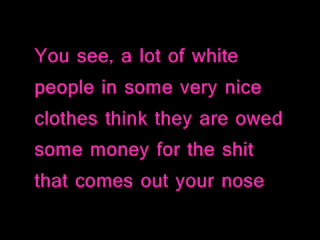 You see, a lot of white
people in some very nice
clothes think they are owed
some money for the shit
that comes out your nose